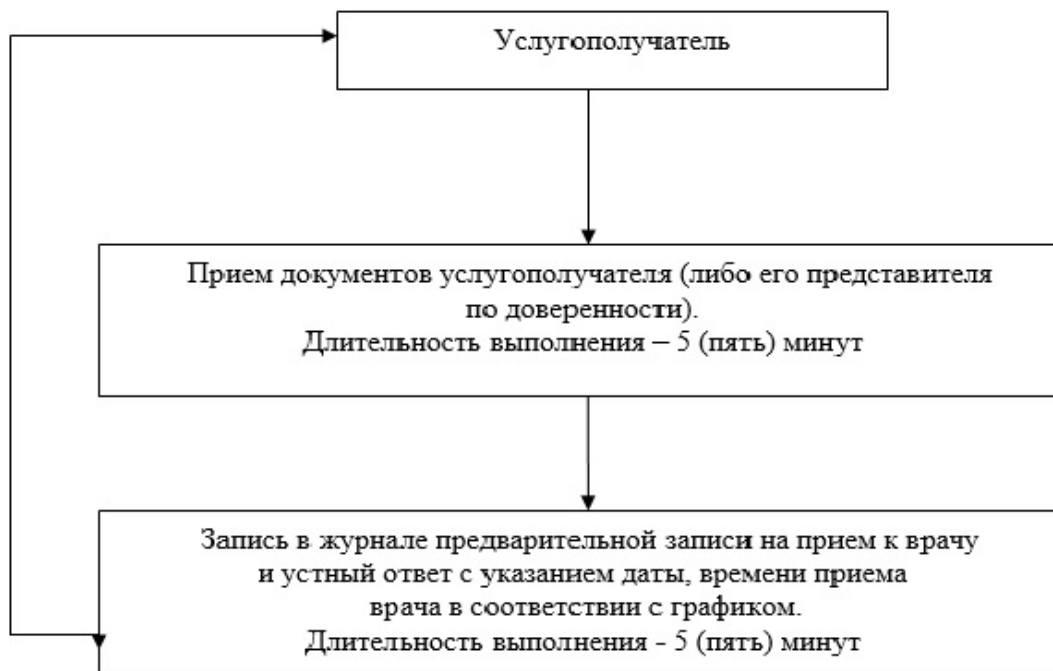 Услугополучатель
Прием документов услугополучателя (либо его представителя
по доверенности).
Длительность выполнения – 5 (пять) минут
Запись в журнале предварительной записи на прием к врачу
и устный ответ с указанием даты, времени приема
врача в соответствии с графиком.
Длительность выполнения - 5 (пять) минут